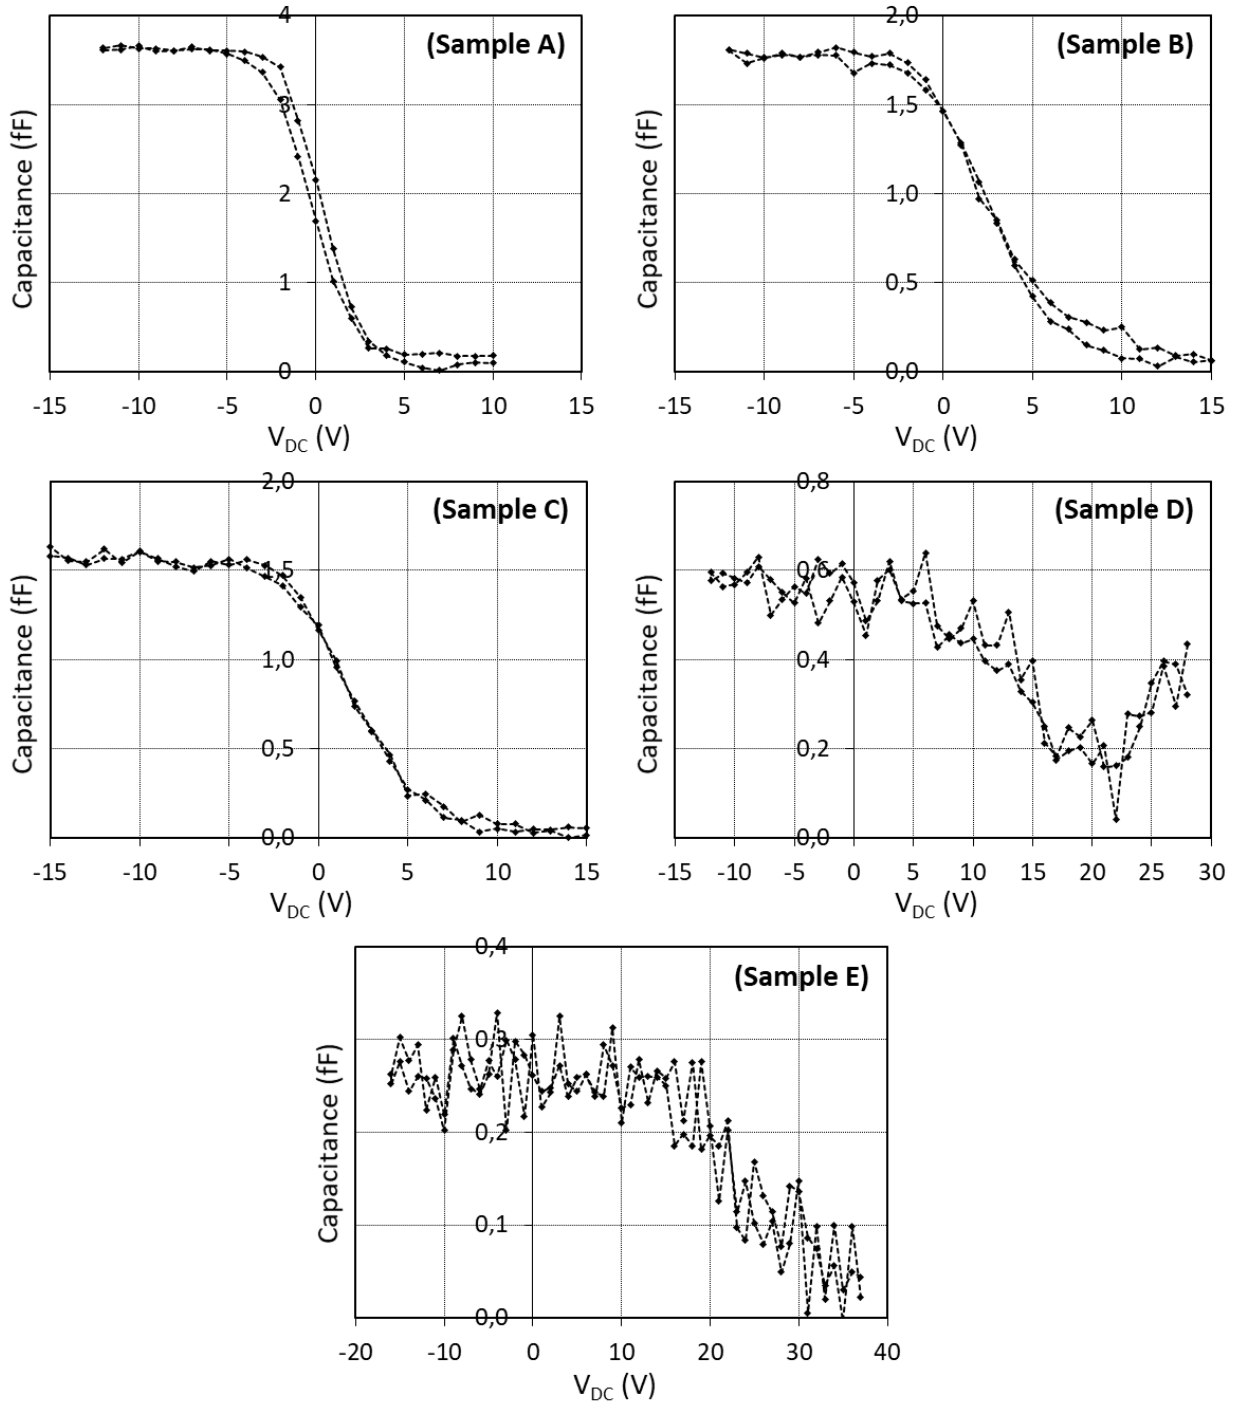 4
(Sample A)
3
2
1
0
Capacitance (fF)
-15 -10 -5 0 5 10 15
V_DC (V)
2,0
(Sample B)
1,5
1,0
0,5
0,0
Capacitance (fF)
-15 -10 -5 0 5 10 15
V_DC (V)
2,0
(Sample C)
1,5
1,0
0,5
0,0
Capacitance (fF)
-15 -10 -5 0 5 10 15
V_DC (V)
0,8
(Sample D)
0,6
0,4
0,2
0,0
Capacitance (fF)
-15 -10 -5 0 5 10 15 20 25 30
V_DC (V)
0,4
(Sample E)
0,3
0,2
0,1
0,0
Capacitance (fF)
-20 -10 0 10 20 30 40
V_DC (V)